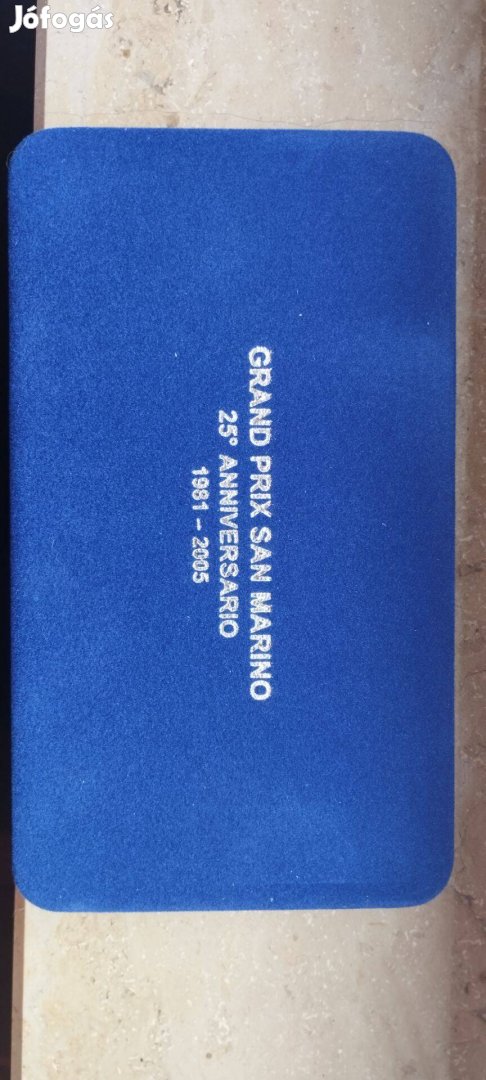 Jófogás
GRAND PRIX SAN MARINO
25° ANNIVERSARIO
1981 – 2005